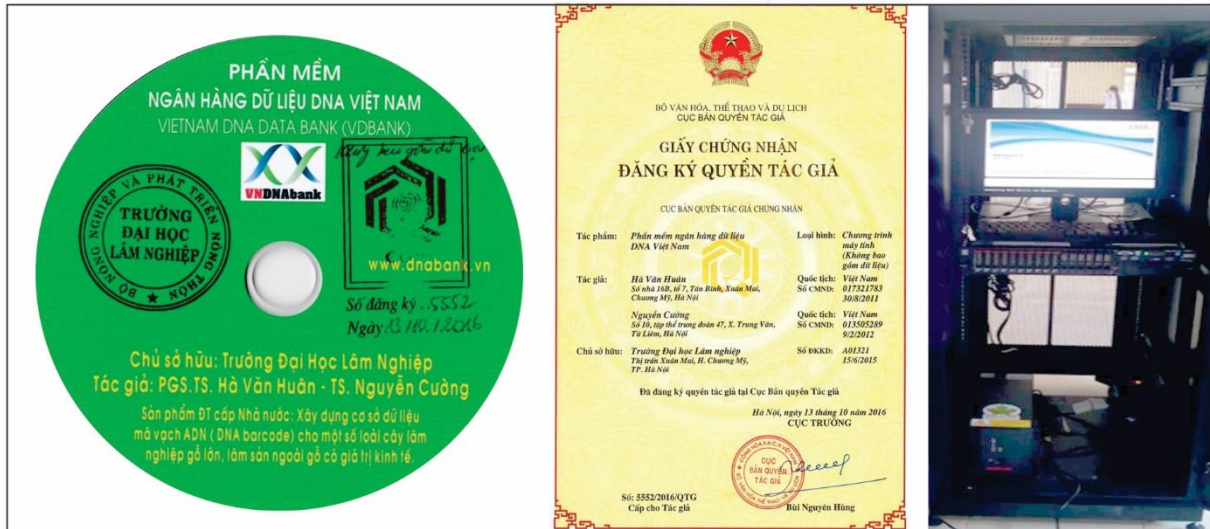 PHẦN MỀM
NGÂN HÀNG DỮ LIỆU DNA VIỆT NAM
VIETNAM DNA DATA BANK (VDBANK)
Không bao gồm dữ liệu
VNDNAbank
BỘ NÔNG NGHIỆP VÀ PHÁT TRIỂN NÔNG THÔN
TRƯỜNG
ĐẠI HỌC
LÂM NGHIỆP
www.dnabank.vn
Số đăng ký ..5552
Ngày 13/10/2016
Chủ sở hữu: Trường Đại Học Lâm Nghiệp
Tác giả: PGS.TS. Hà Văn Huân - TS. Nguyễn Cường
Sản phẩm ĐT cấp Nhà nước: Xây dựng cơ sở dữ liệu
mã vạch ADN ( DNA barcode) cho một số loài cây lâm
nghiệp gỗ lớn, lâm sản ngoài gỗ có giá trị kinh tế.
BỘ VĂN HÓA, THỂ THAO VÀ DU LỊCH
CỤC BẢN QUYỀN TÁC GIẢ
GIẤY CHỨNG NHẬN
ĐĂNG KÝ QUYỀN TÁC GIẢ
CỤC BẢN QUYỀN TÁC GIẢ CHỨNG NHẬN
Tác phẩm: Phần mềm ngân hàng dữ liệu Loại hình: Chương trình
DNA Việt Nam máy tính
(Không bao
gồm dữ liệu)
Tác giả: Hà Văn Huân Quốc tịch: Việt Nam
Số nhà 16B, tổ 7, Tân Bình, Xuân Mai, Số CMND: 017321783
Chương Mỹ, Hà Nội 30/8/2011
Nguyễn Cường Quốc tịch: Việt Nam
Số 10, tập thể trung đoàn 47, X. Trung Văn, Số CMND: 013505289
Từ Liêm, Hà Nội 9/2/2012
Chủ sở hữu: Trường Đại học Lâm nghiệp Số ĐKKD: A01321
Thị trấn Xuân Mai, H. Chương Mỹ, 15/6/2015
TP. Hà Nội
Đã đăng ký quyền tác giả tại Cục Bản quyền Tác giả
Hà Nội, ngày 13 tháng 10 năm 2016
CỤC TRƯỞNG
CỤC
BẢN QUYỀN
TÁC GIẢ
Số: 5552/2016/QTG
Cấp cho Tác giả
Bùi Nguyên Hùng